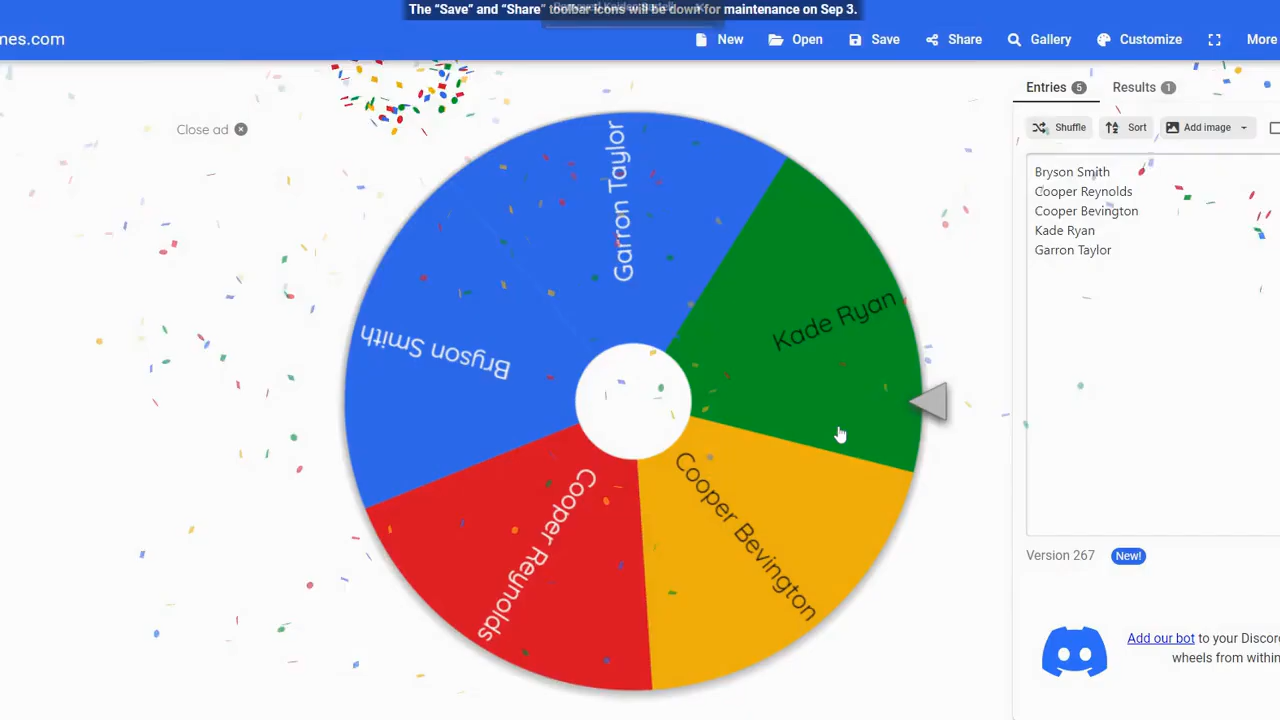 The “Save” and “Share” toolbar icons will be down for maintenance on Sep 3.
mes.com
New
Open
Save
Share
Gallery
Customize
More
Close ad
Entries 5
Results 1
Shuffle
Sort
Add image
Bryson Smith
Cooper Reynolds
Cooper Bevington
Kade Ryan
Garron Taylor
Garron Taylor
Kade Ryan
Bryson Smith
Cooper Bevington
Cooper Reynolds
Version 267
New!
Add our bot to your Discor
wheels from within